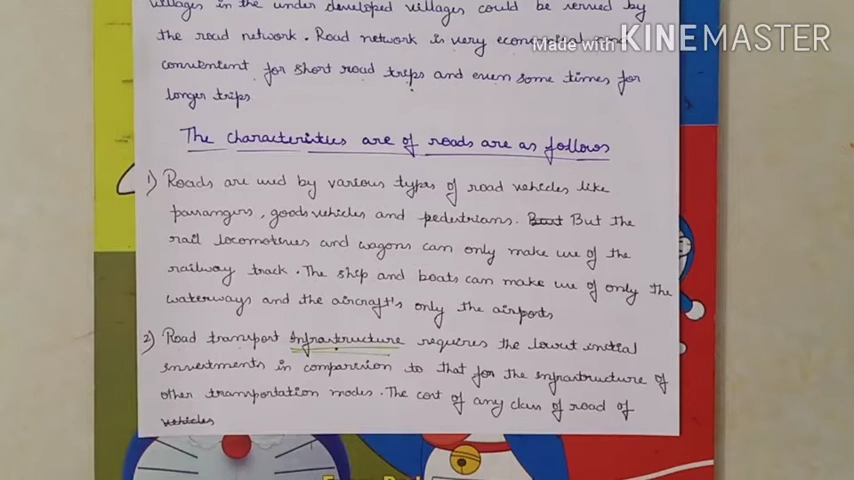 villages in the under developed villages could be served by
the road network. Road network is very economical and
Made with KINEMASTER
convenient for short road trips and even some times for
longer trips
The characteristics are of roads are as follows
1) Roads are used by various types of road vehicles like
passangers, goods vehicles and pedestrians. But the
rail locomotives and wagons can only make use of the
railway track. The ship and boats can make use of only the
waterways and the aircraft's only the airports
2) Road transport Infrastructure requires the lowest initial
investments in comparision to that for the infrastructure of
other transportation modes. The cost of any class of road of
vehicles